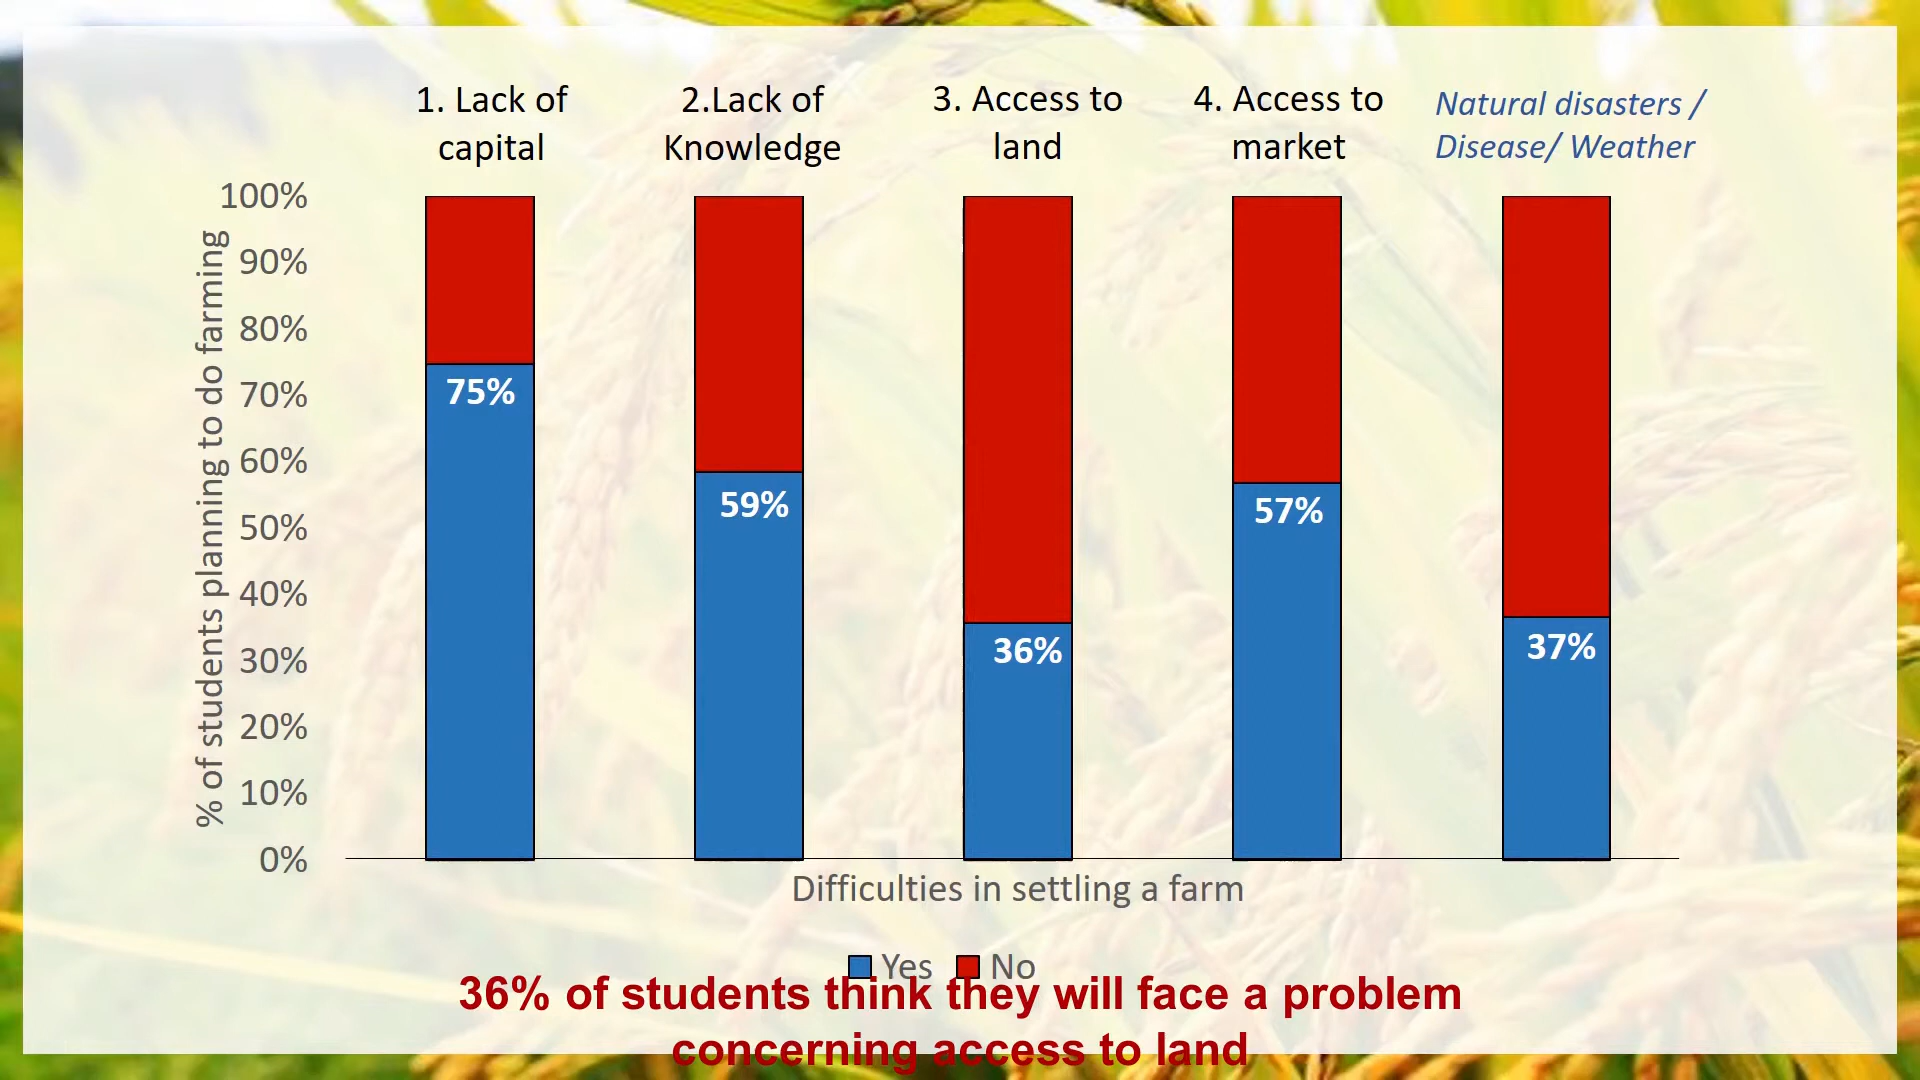 1. Lack of
capital
2.Lack of
Knowledge
3. Access to
land
4. Access to
market
Natural disasters /
Disease/ Weather
% of students planning to do farming
100%
90%
80%
70%
60%
50%
40%
30%
20%
10%
0%
75%
59%
36%
57%
37%
Difficulties in settling a farm
Yes No
36% of students think they will face a problem
concerning access to land